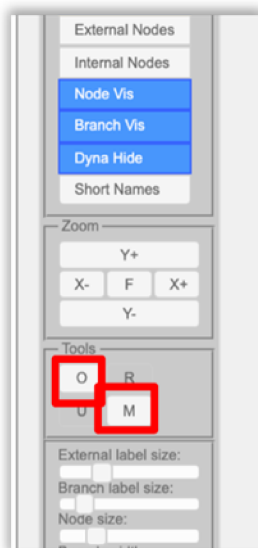 External Nodes
Internal Nodes
Node Vis
Branch Vis
Dyna Hide
Short Names
Zoom
Y+
X- F X+
Y-
Tools
O R
U M
External label size:
Branch label size:
Node size: